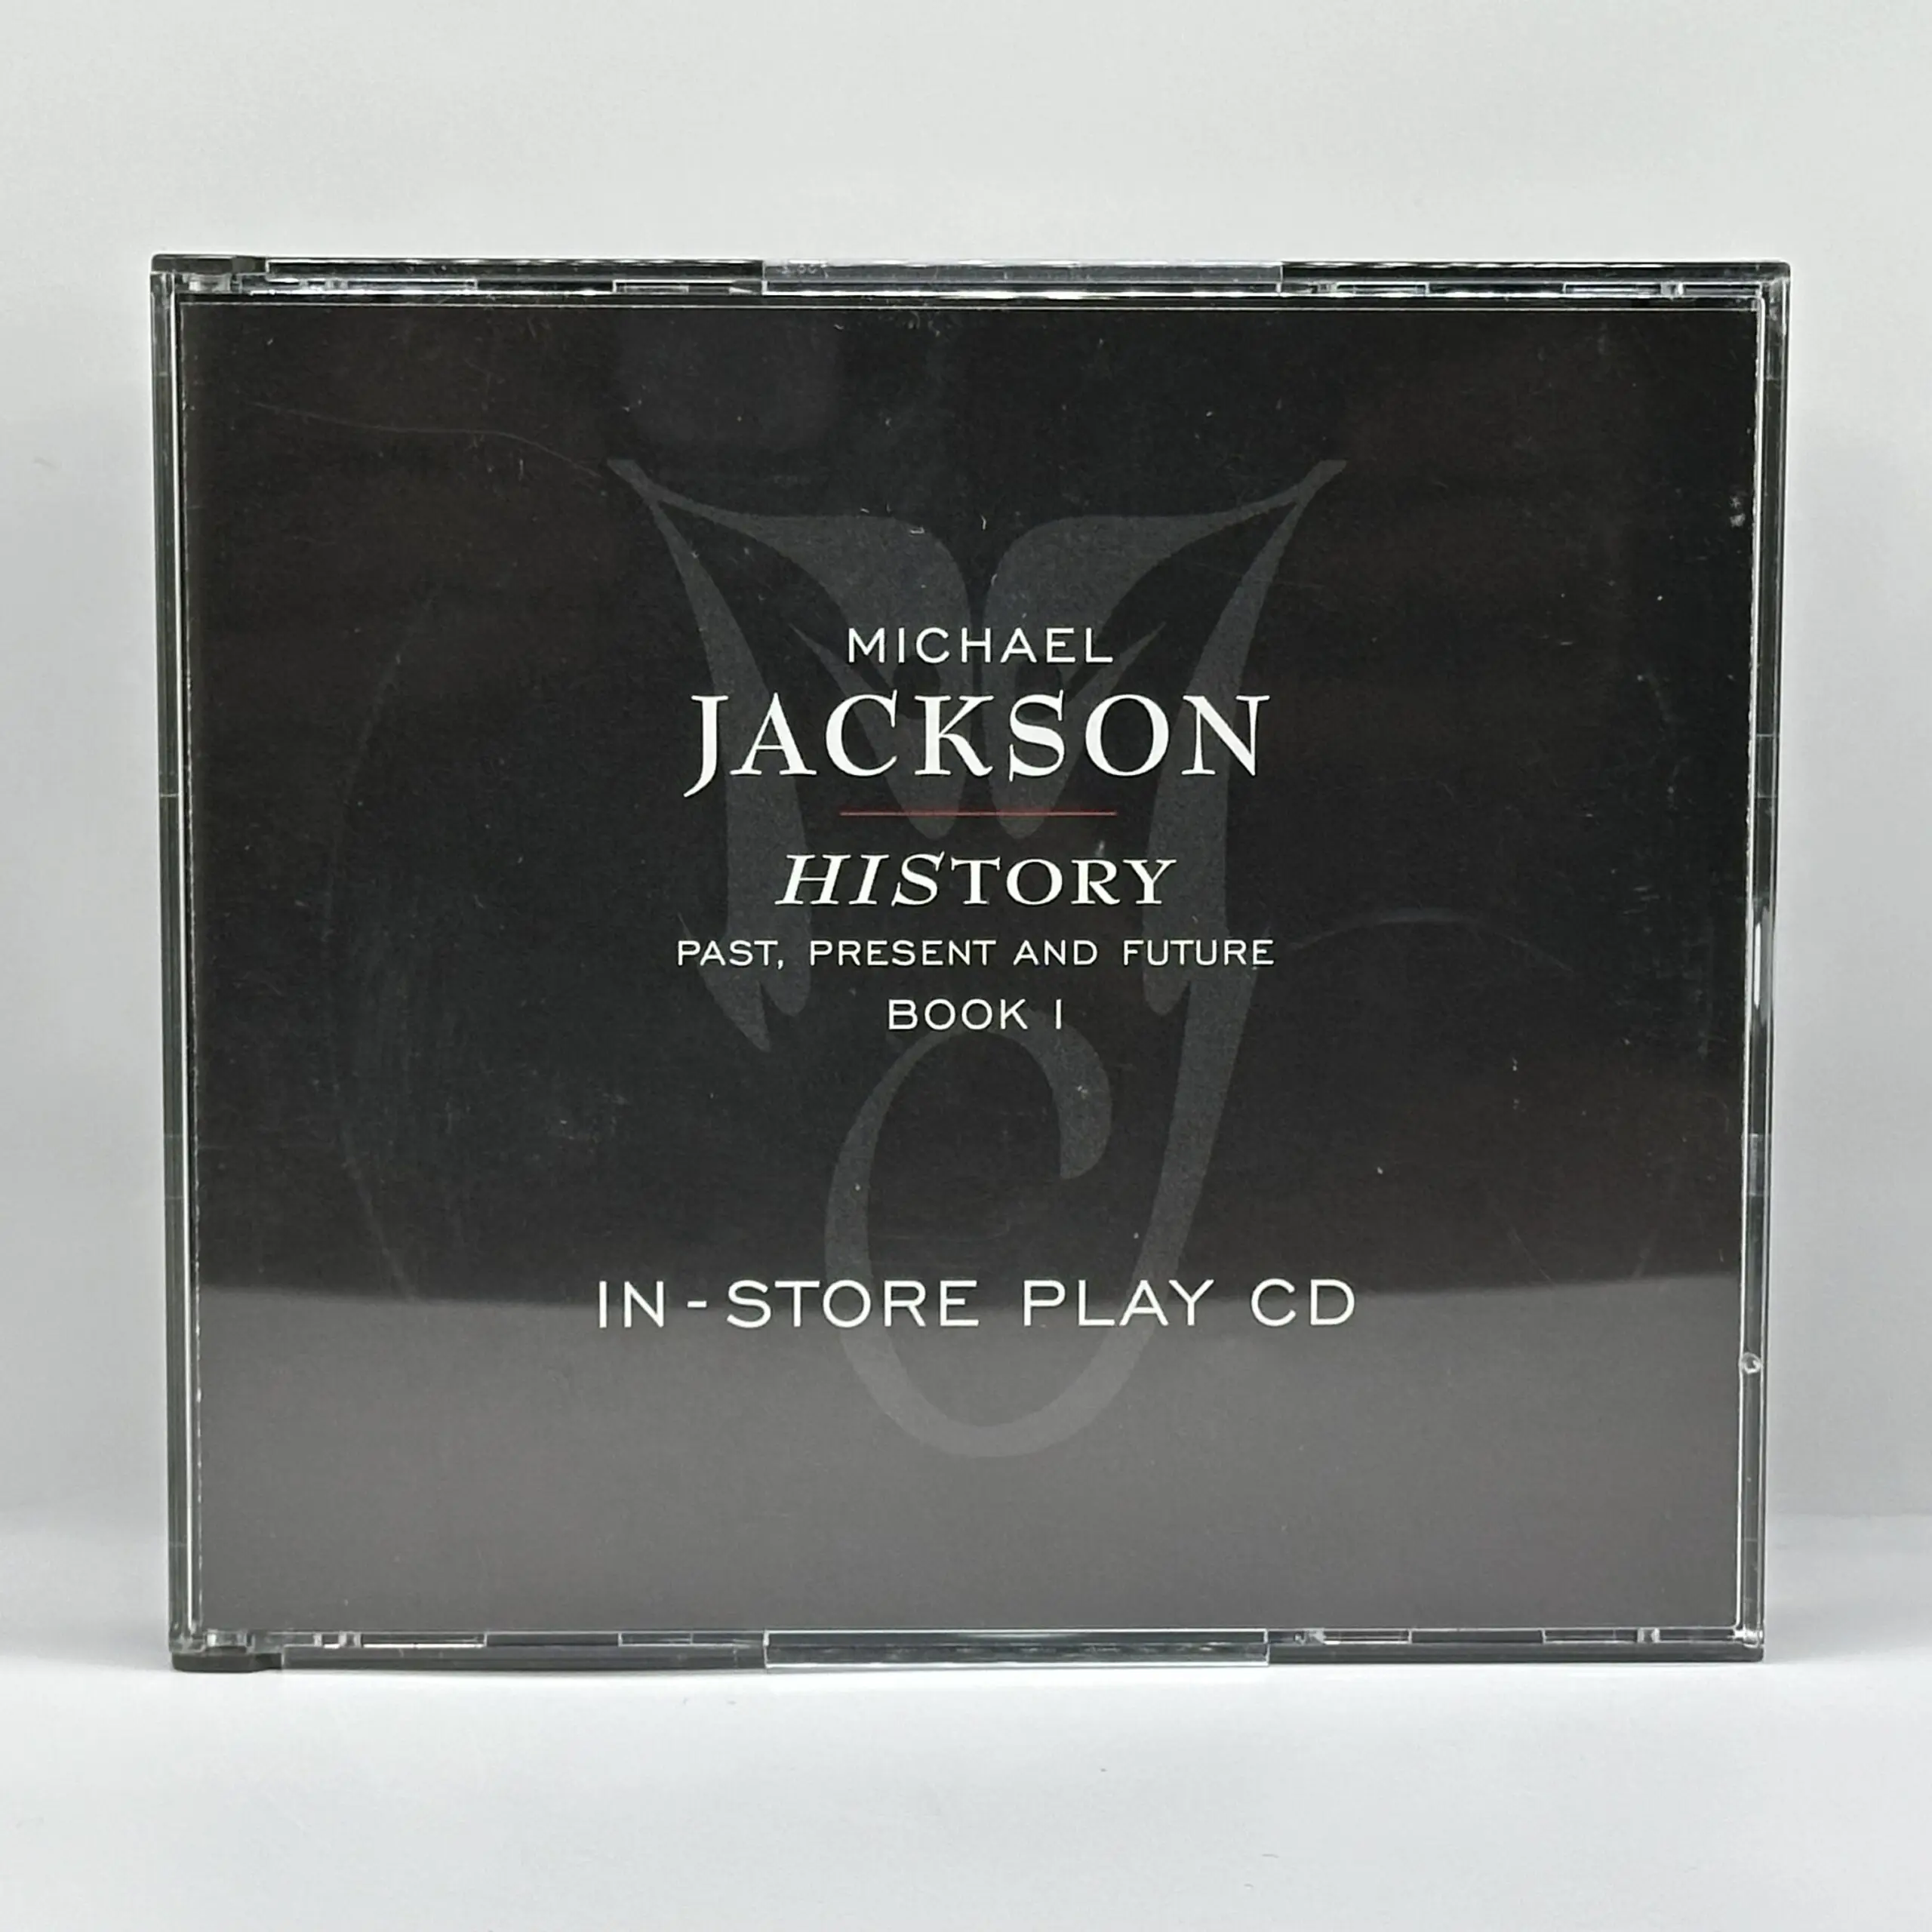 MICHAEL
JACKSON
HISTORY
PAST, PRESENT AND FUTURE
BOOK I
IN-STORE PLAY CD